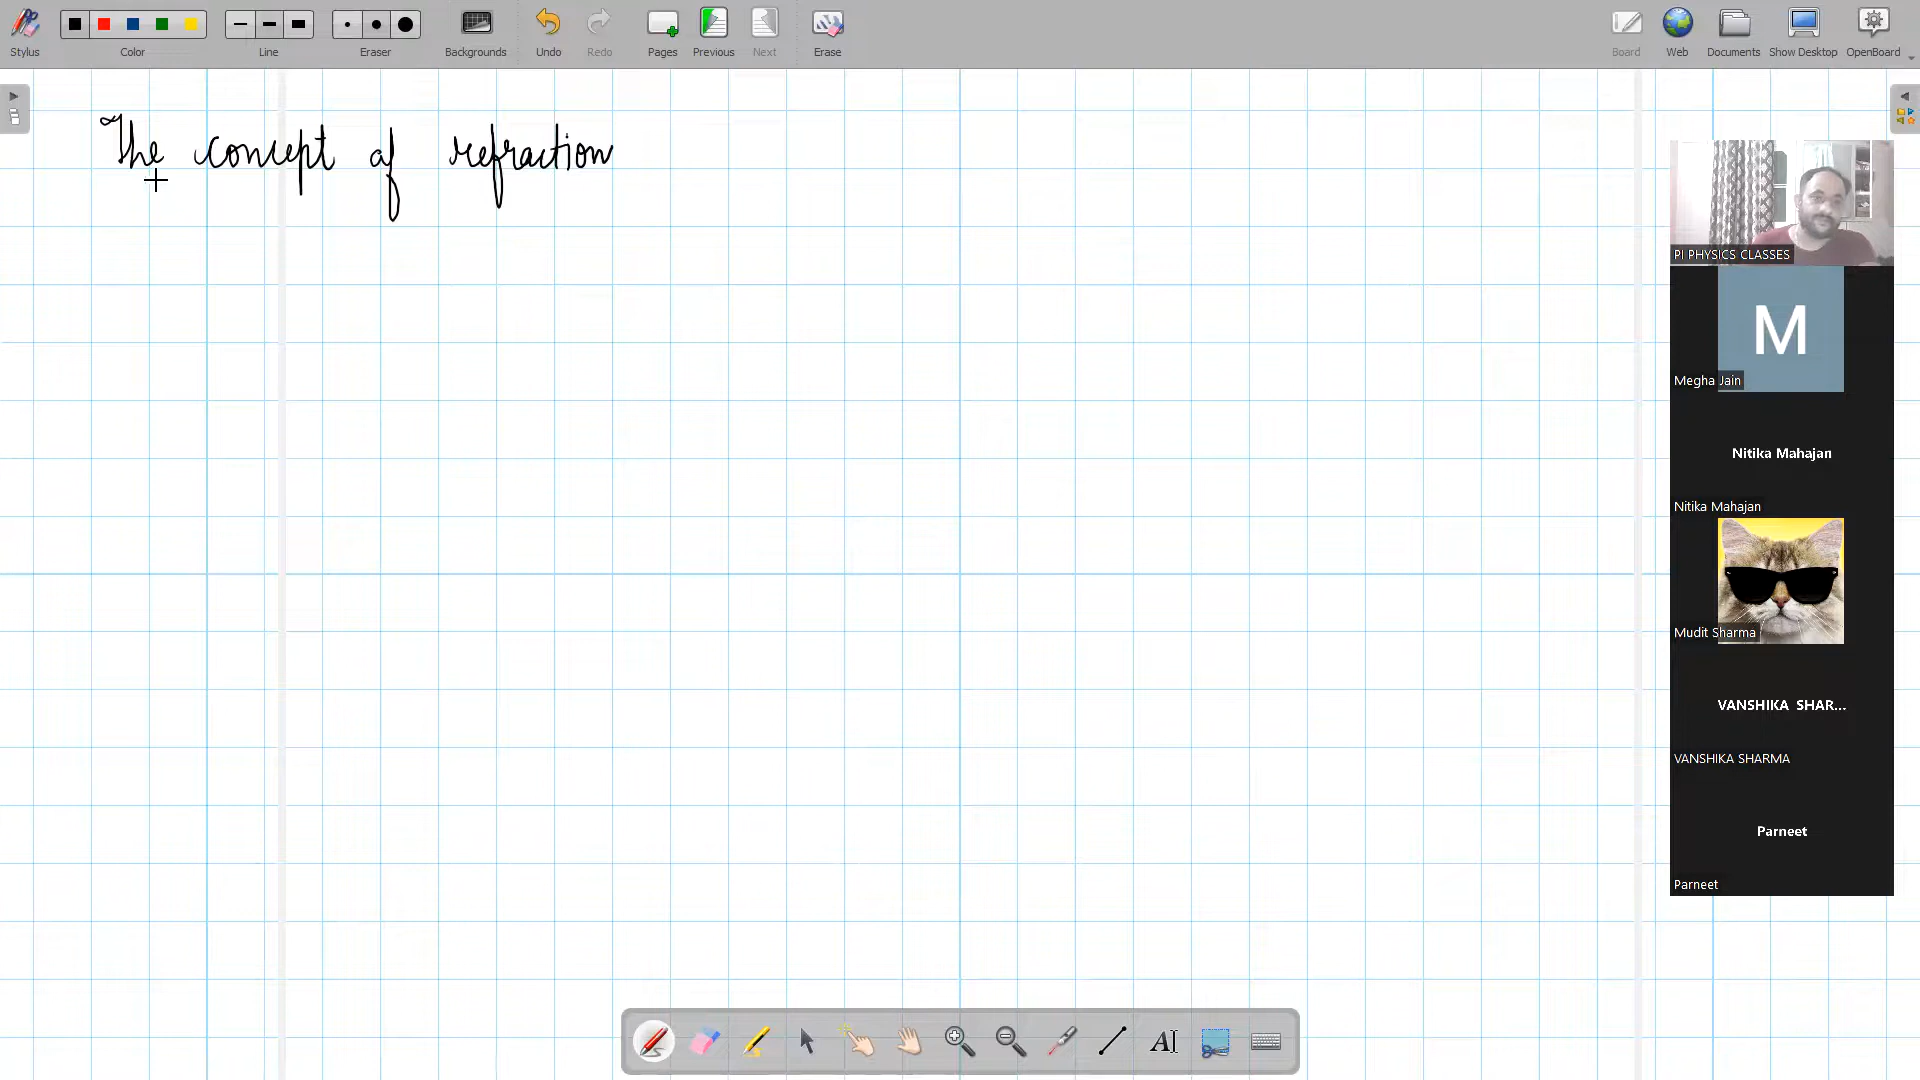 Stylus
Color
Line
Eraser
Backgrounds
Undo
Redo
Pages
Previous
Next
Erase
Board
Web
Documents
Show Desktop
OpenBoard
The concept of refraction
PI PHYSICS CLASSES
M
Megha Jain
Nitika Mahajan
Nitika Mahajan
Mudit Sharma
VANSHIKA SHAR...
VANSHIKA SHARMA
Parneet
Parneet